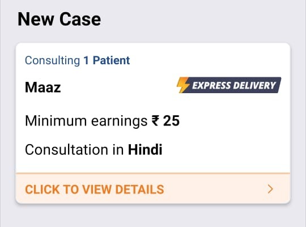 New Case
Consulting 1 Patient
Maaz
EXPRESS DELIVERY
Minimum earnings ₹ 25
Consultation in Hindi
CLICK TO VIEW DETAILS